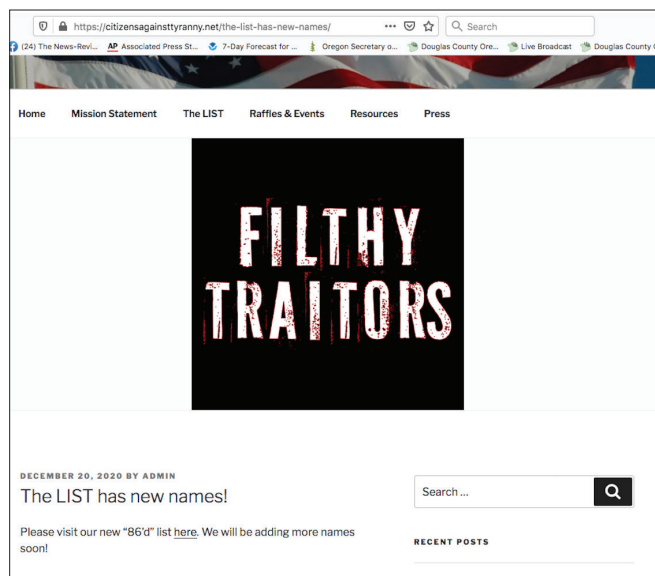 https://citizensagainsttyranny.net/the-list-has-new-names/ ... Search
(24) The News-Revi... AP Associated Press St... 7-Day Forecast for ... Oregon Secretary o... Douglas County Ore... Live Broadcast Douglas County
Home Mission Statement The LIST Raffles & Events Resources Press
FILTHY
TRAITORS
DECEMBER 20, 2020 BY ADMIN
The LIST has new names!
Please visit our new “86’d” list here. We will be adding more names
soon!
Search ...
RECENT POSTS